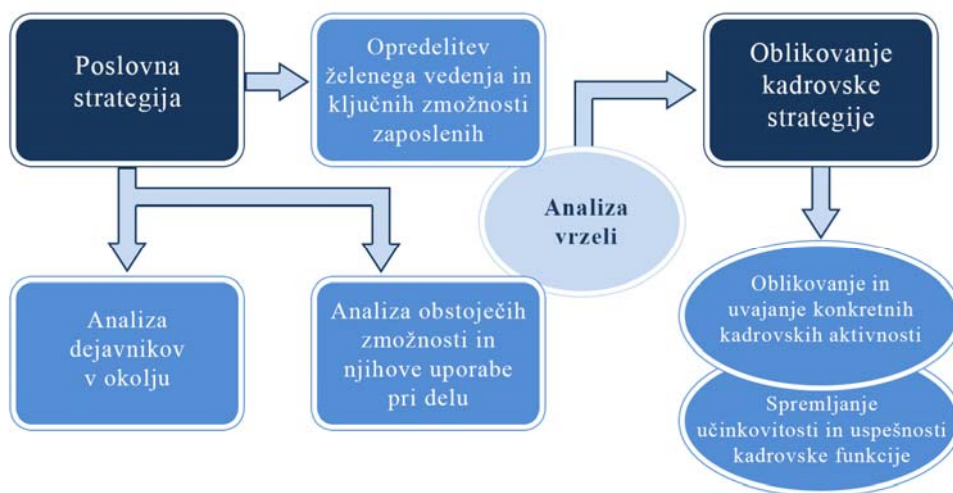 Poslovna
strategija
Opredelitev
želenega vedenja in
ključnih zmožnosti
zaposlenih
Oblikovanje
kadrovske
strategije
Analiza
vrzeli
Analiza
dejavnikov
v okolju
Analiza obstoječih
zmožnosti in
njihove uporabe
pri delu
Oblikovanje in
uvajanje konkretnih
kadrovskih aktivnosti
Spremljanje
učinkovitosti in uspešnosti
kadrovske funkcije